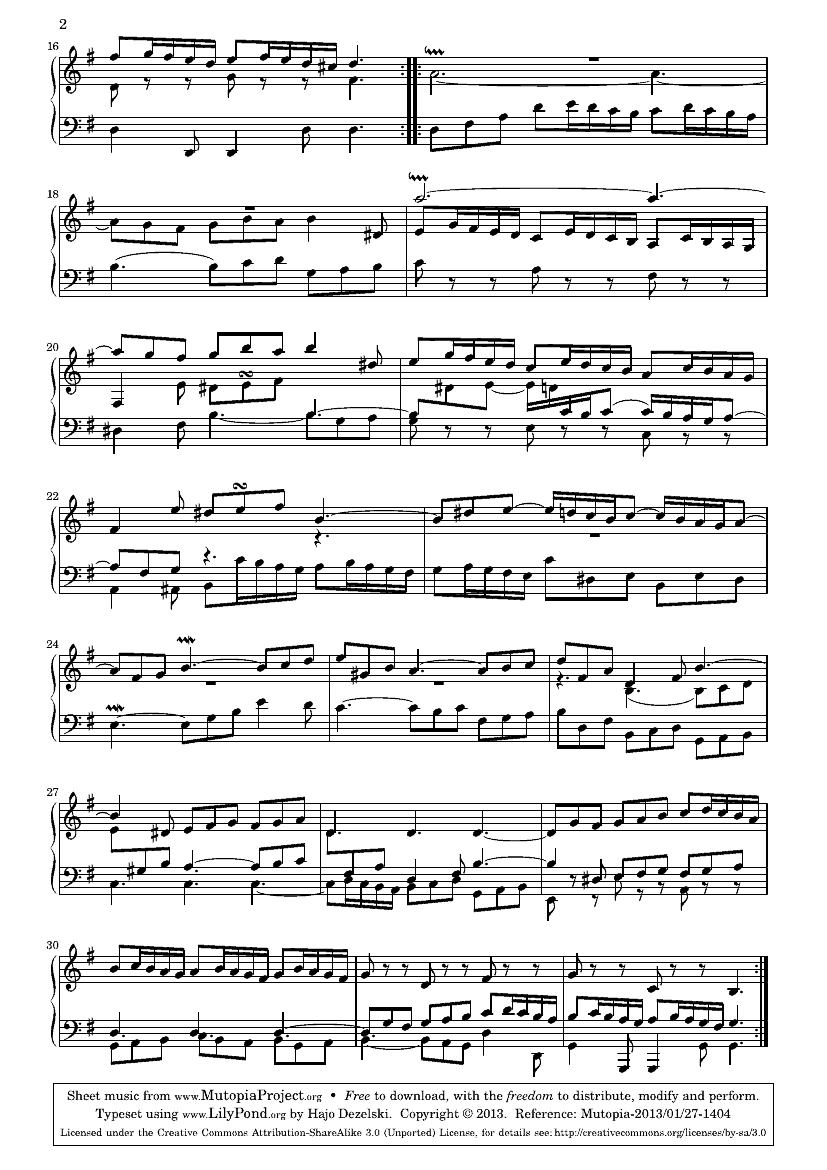 2
16
18
20
22
24
27
30
Sheet music from www.MutopiaProject.org • Free to download, with the freedom to distribute, modify and perform.
Typeset using www.LilyPond.org by Hajo Dezelski. Copyright © 2013. Reference: Mutopia-2013/01/27-1404
Licensed under the Creative Commons Attribution-ShareAlike 3.0 (Unported) License, for details see: http://creativecommons.org/licenses/by-sa/3.0